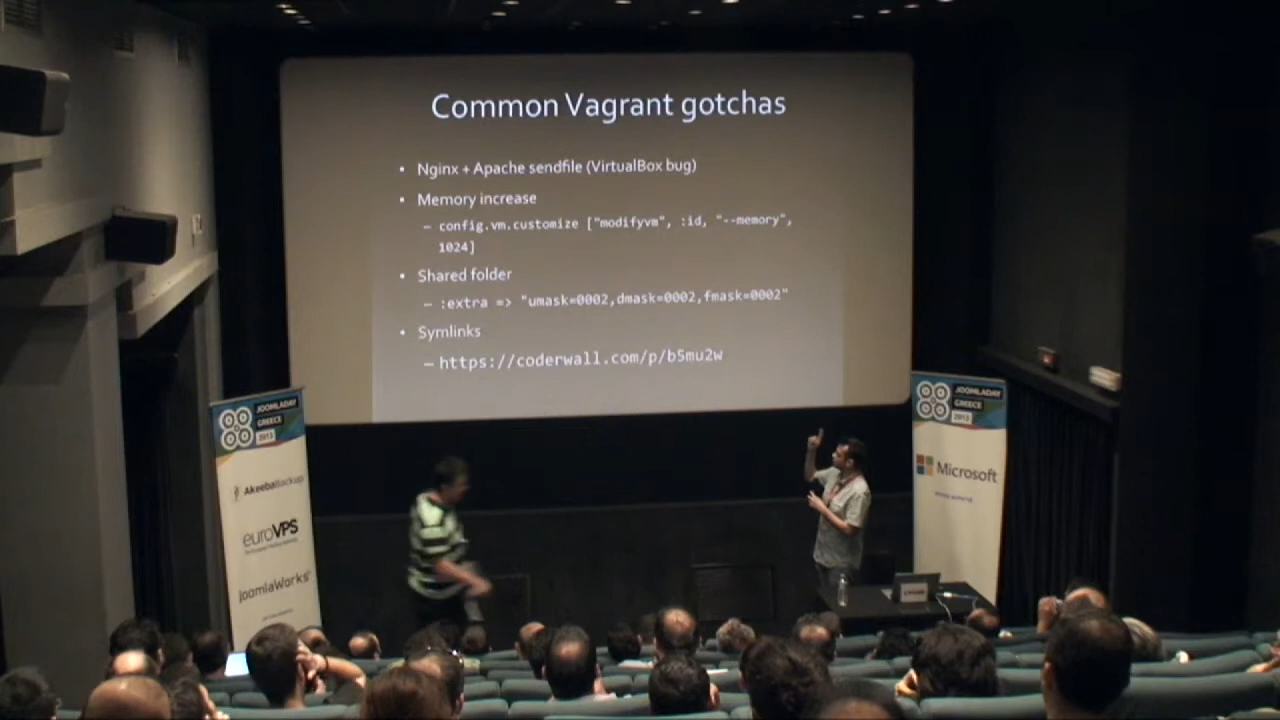 Common Vagrant gotchas
• Nginx + Apache sendfile (VirtualBox bug)
• Memory increase
– config.vm.customize ["modifyvm", :id, "--memory",
1024]
• Shared folder
– :extra => "umask=0002,dmask=0002,fmask=0002"
• Symlinks
– https://coderwall.com/p/b5mu2w
JOOMLADAY
GREECE
2013
AkeebaBackup
euroVPS
JoomlaWorks
JOOMLADAY
GREECE
2013
Microsoft